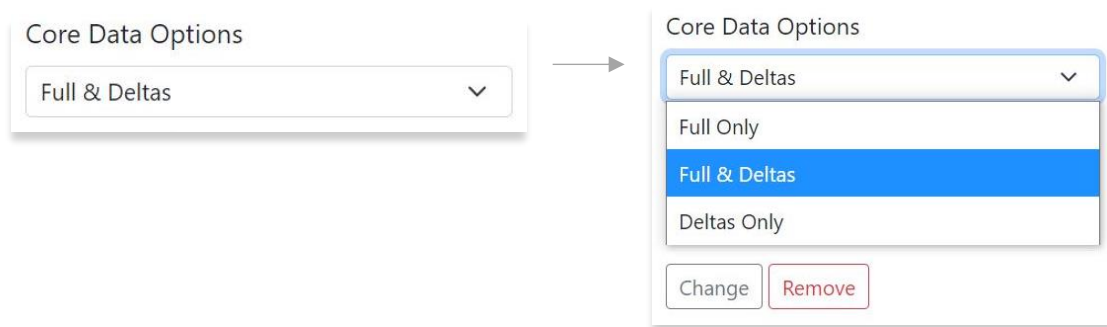 Core Data Options
Full & Deltas
Core Data Options
Full & Deltas
Full Only
Full & Deltas
Deltas Only
Change Remove